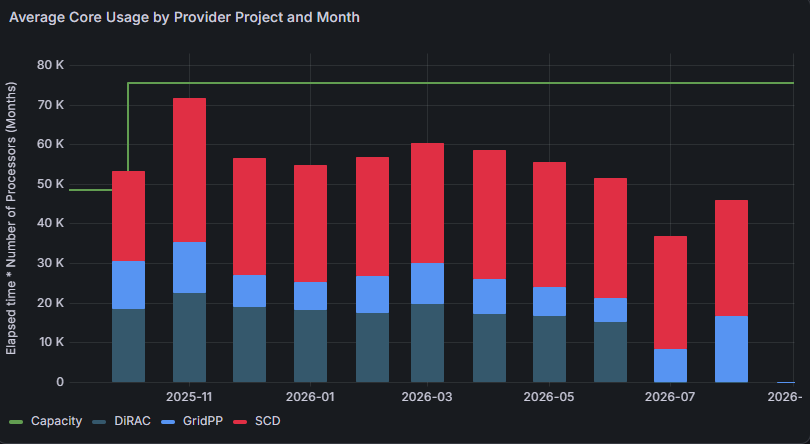 Average Core Usage by Provider Project and Month
Elapsed time * Number of Processors (Months)
80 K
70 K
60 K
50 K
40 K
30 K
20 K
10 K
0
2025-11 2026-01 2026-03 2026-05 2026-07 2026-
Capacity DiRAC GridPP SCD